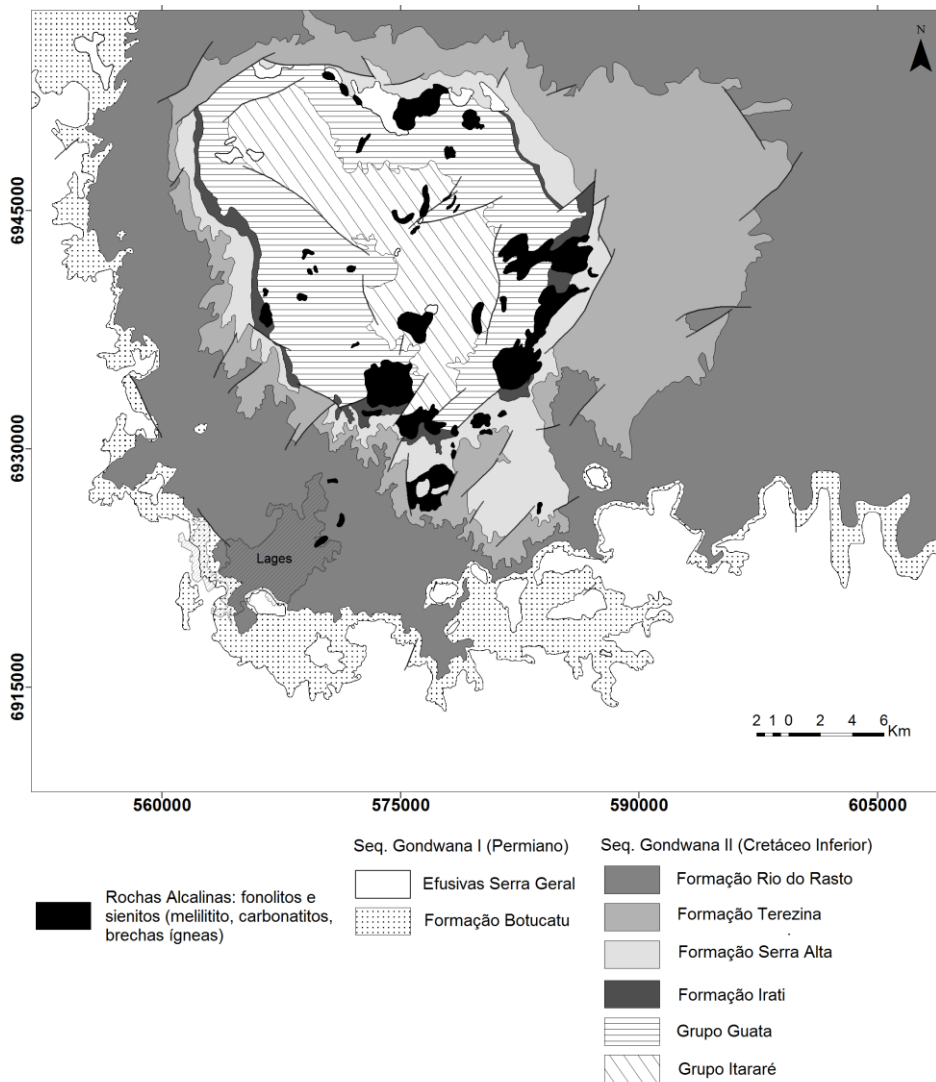 N
6945000
6930000
6915000
Lages
2 1 0 2 4 6
Km
560000 575000 590000 605000
Rochas Alcalinas: fonolitos e
sienitos (melilitito, carbonatitos,
brechas ígneas)
Seq. Gondwana I (Permiano)
Efusivas Serra Geral
Formação Botucatu
Seq. Gondwana II (Cretáceo Inferior)
Formação Rio do Rasto
Formação Terezina
Formação Serra Alta
Formação Irati
Grupo Guata
Grupo Itararé